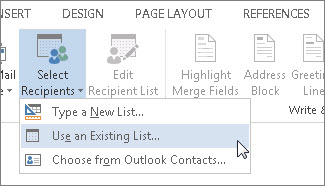 NSERT DESIGN PAGE LAYOUT REFERENCES
Mail Select Edit Highlight Address Greeting
Recipients Recipient List Merge Fields Block Line
Write &
Type a New List...
Use an Existing List...
Choose from Outlook Contacts...